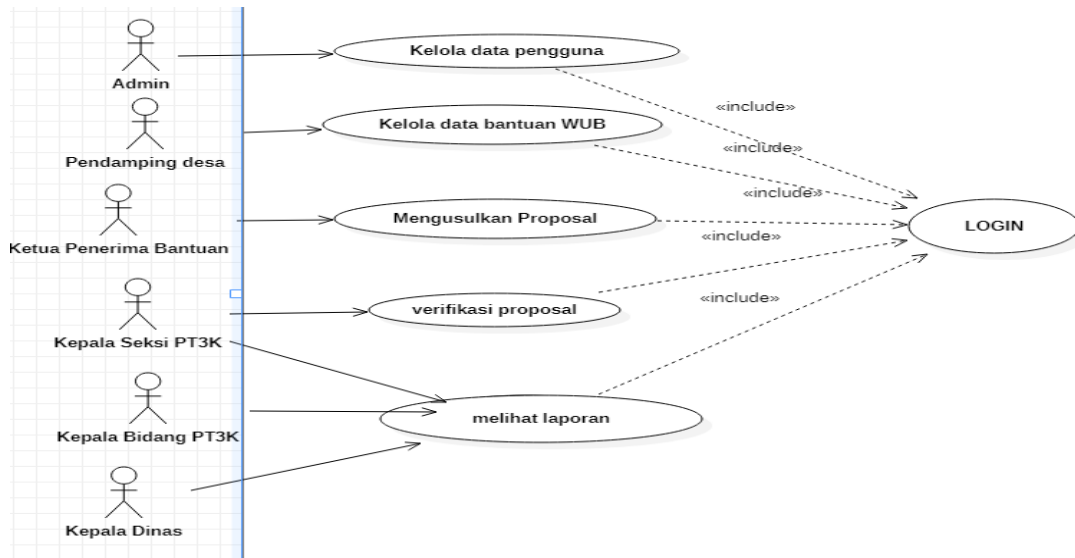 Admin
Kelola data pengguna
«include»
Pendamping desa
Kelola data bantuan WUB
«include»
Ketua Penerima Bantuan
Mengusulkan Proposal
«include»
LOGIN
Kepala Seksi PT3K
verifikasi proposal
«include»
Kepala Bidang PT3K
melihat laporan
«include»
Kepala Dinas